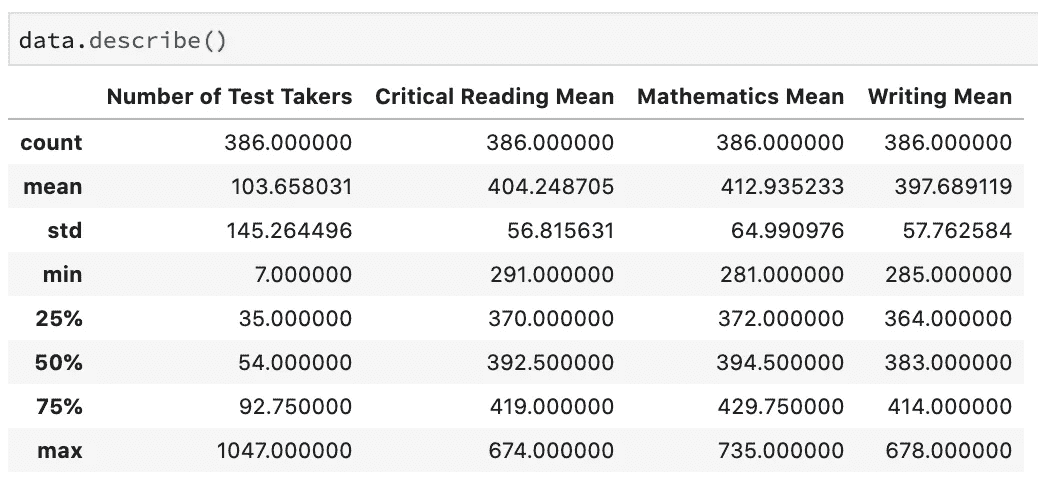 data.describe()
Number of Test Takers Critical Reading Mean Mathematics Mean Writing Mean
count 386.000000 386.000000 386.000000 386.000000
mean 103.658031 404.248705 412.935233 397.689119
std 145.264496 56.815631 64.990976 57.762584
min 7.000000 291.000000 281.000000 285.000000
25% 35.000000 370.000000 372.000000 364.000000
50% 54.000000 392.500000 394.500000 383.000000
75% 92.750000 419.000000 429.750000 414.000000
max 1047.000000 674.000000 735.000000 678.000000